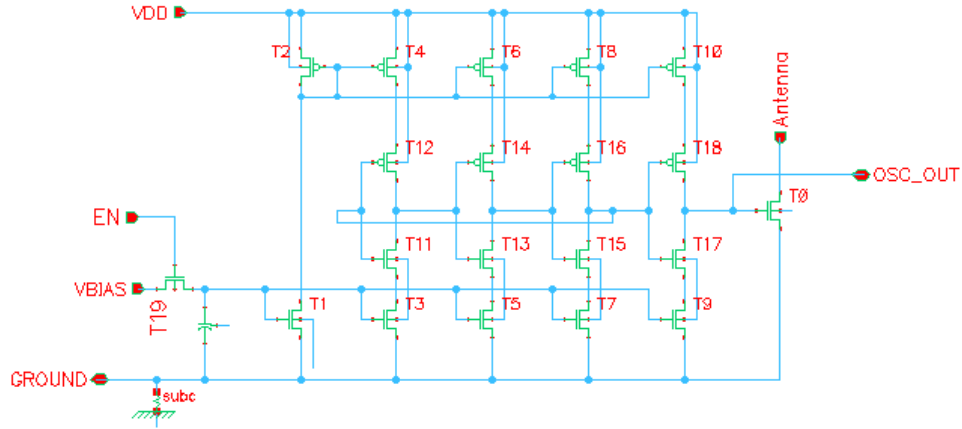 VDD
T2 T4 T6 T8 T10
Antenna
T12 T14 T16 T18
OSC_OUT
T0
EN
T11 T13 T15 T17
VBIAS
T19
T1 T3 T5 T7 T9
GROUND
subc